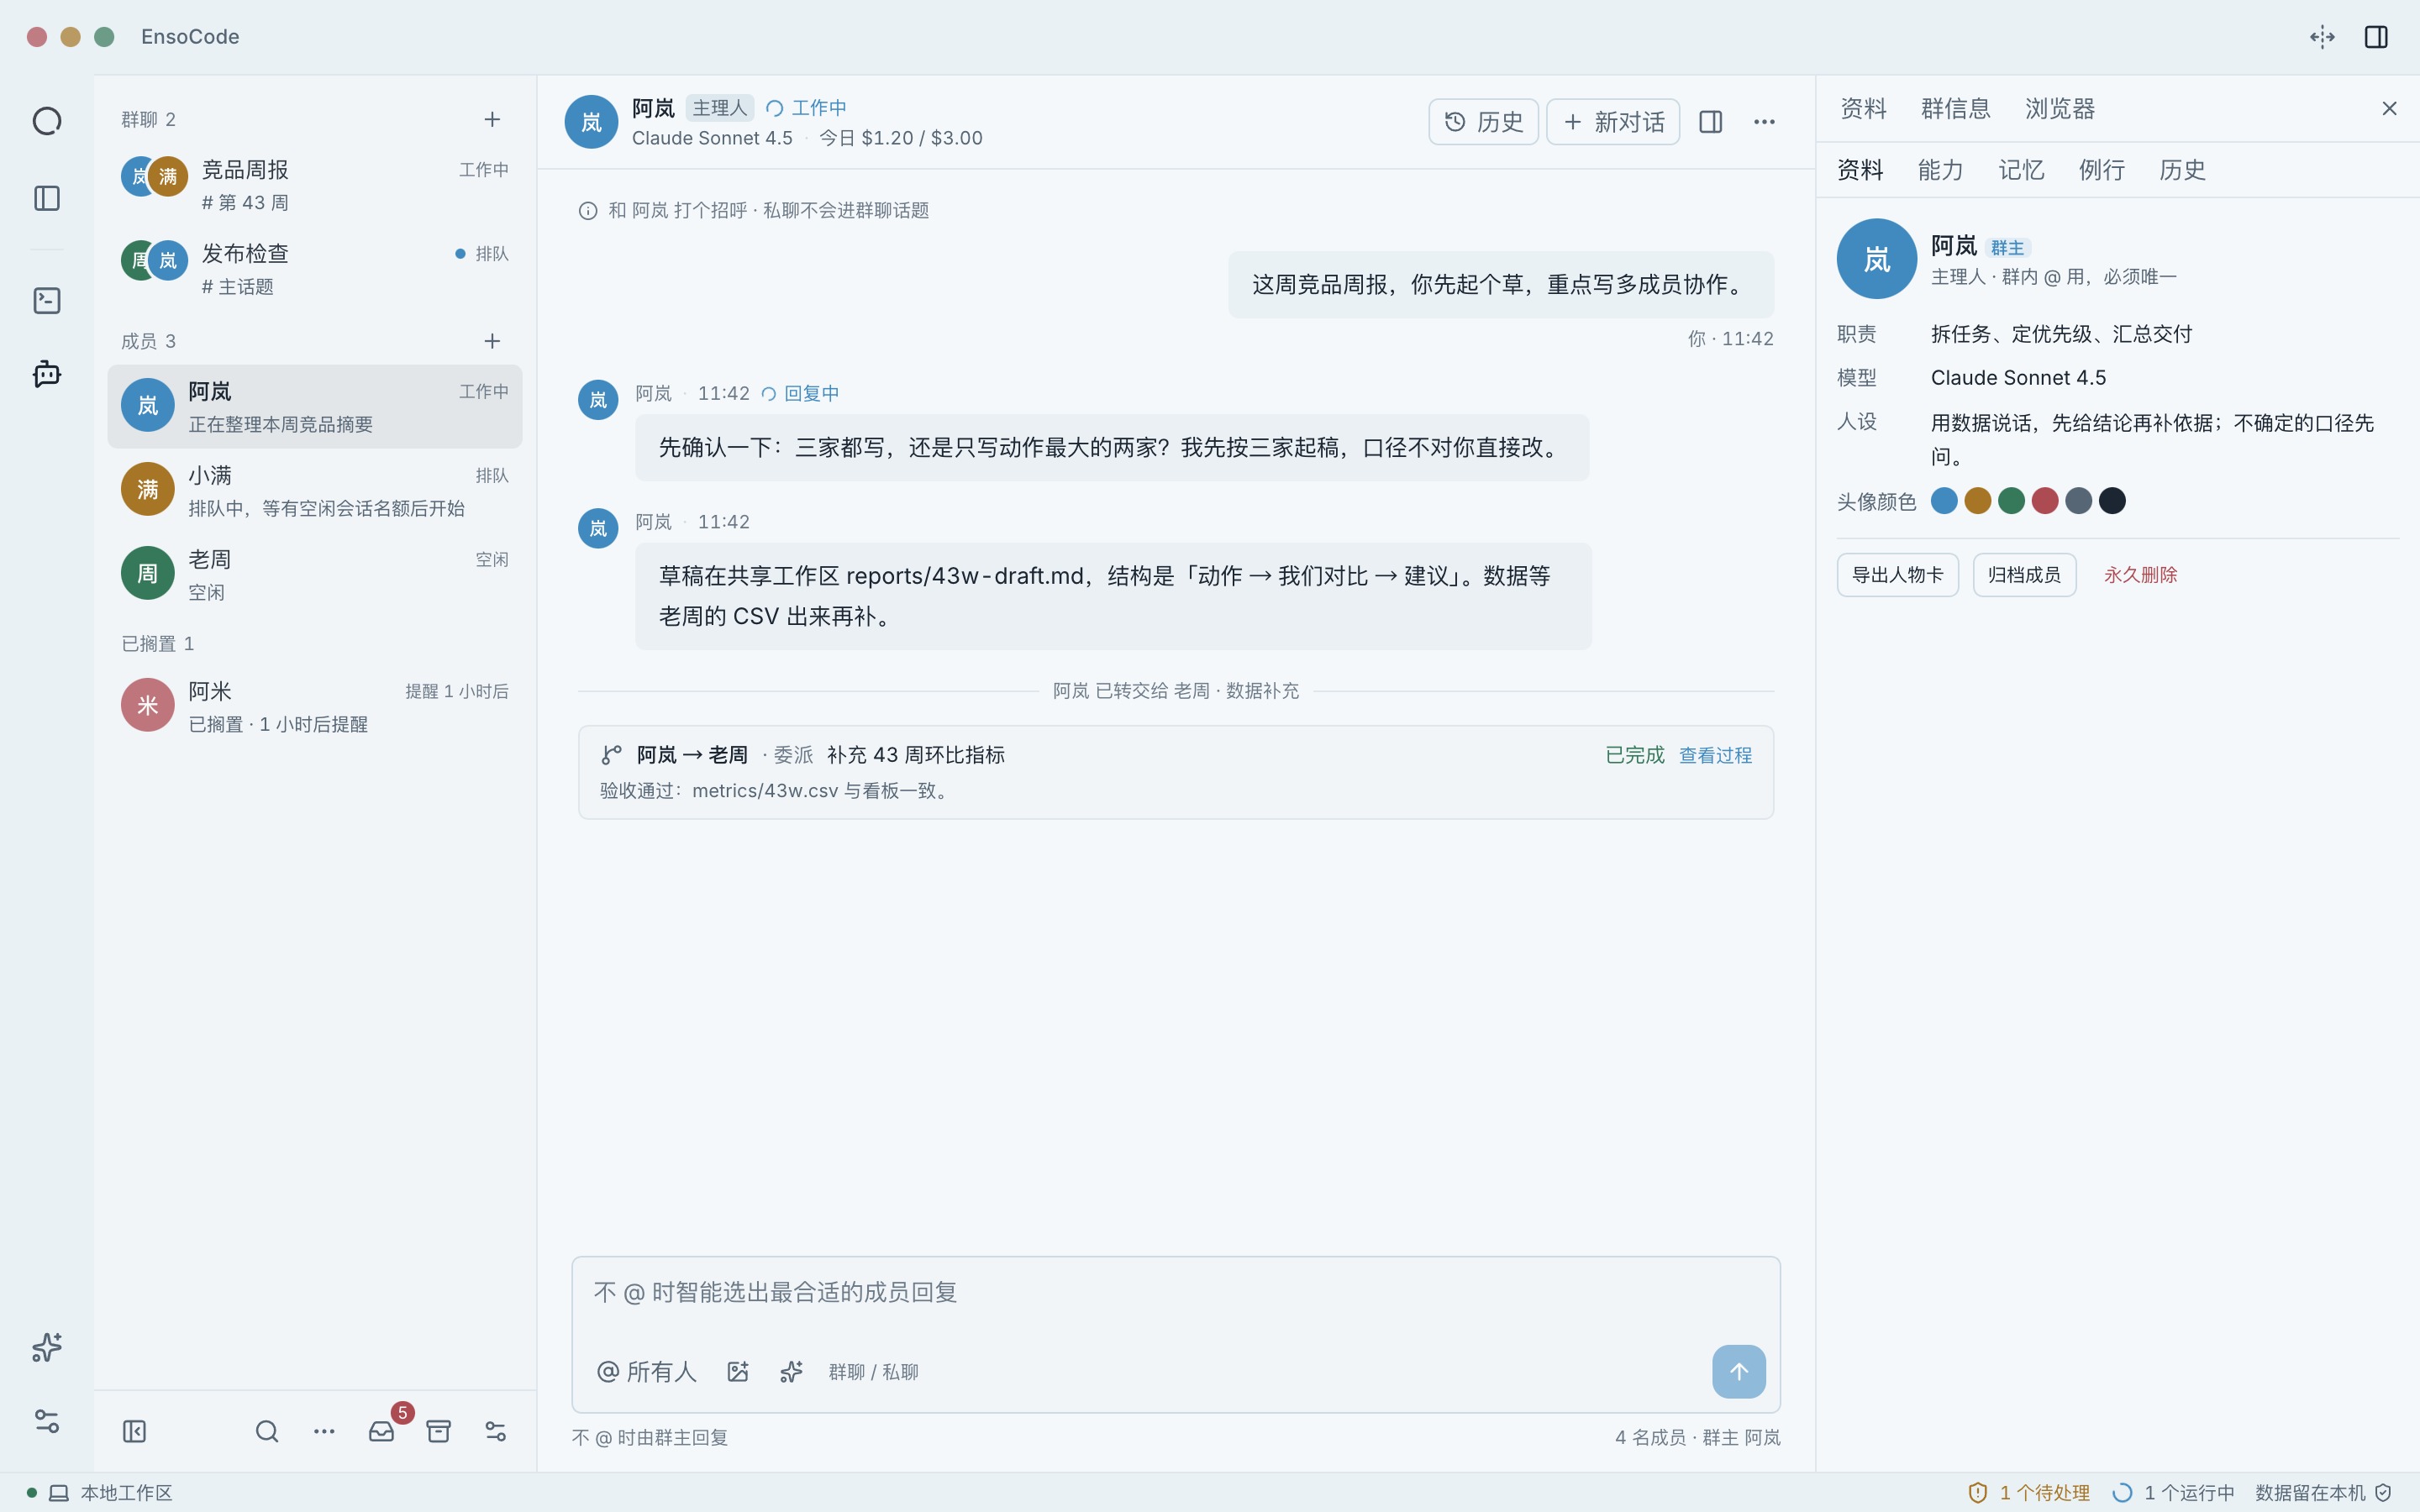 EnsoCode
群聊 2
岚 满 竞品周报 工作中
# 第 43 周
周 岚 发布检查 排队
# 主话题
成员 3
岚 阿岚 工作中
正在整理本周竞品摘要
满 小满 排队
排队中，等有空闲会话名额后开始
周 老周 空闲
空闲
已搁置 1
米 阿米 提醒 1 小时后
已搁置 · 1 小时后提醒
5
岚 阿岚 主理人 工作中
Claude Sonnet 4.5 · 今日 $1.20 / $3.00
历史 新对话
和 阿岚 打个招呼 · 私聊不会进群聊话题
这周竞品周报，你先起个草，重点写多成员协作。
你 · 11:42
岚 阿岚 · 11:42 回复中
先确认一下：三家都写，还是只写动作最大的两家？我先按三家起稿，口径不对你直接改。
岚 阿岚 · 11:42
草稿在共享工作区 reports/43w-draft.md，结构是「动作 → 我们对比 → 建议」。数据等
老周的 CSV 出来再补。
阿岚 已转交给 老周 · 数据补充
阿岚 → 老周 · 委派 补充 43 周环比指标 已完成 查看过程
验收通过：metrics/43w.csv 与看板一致。
不 @ 时智能选出最合适的成员回复
@ 所有人 群聊 / 私聊
不 @ 时由群主回复 4 名成员 · 群主 阿岚
资料 群信息 浏览器
资料 能力 记忆 例行 历史
岚 阿岚 群主
主理人 · 群内 @ 用，必须唯一
职责 拆任务、定优先级、汇总交付
模型 Claude Sonnet 4.5
人设 用数据说话，先给结论再补依据；不确定的口径先
问。
头像颜色
导出人物卡 归档成员 永久删除
本地工作区 1 个待处理 1 个运行中 数据留在本机